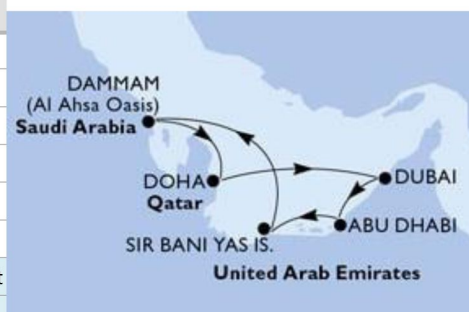 DAMMAM
(Al Ahsa Oasis)
Saudi Arabia
DOHA
Qatar
DUBAI
ABU DHABI
SIR BANI YAS IS.
United Arab Emirates
t